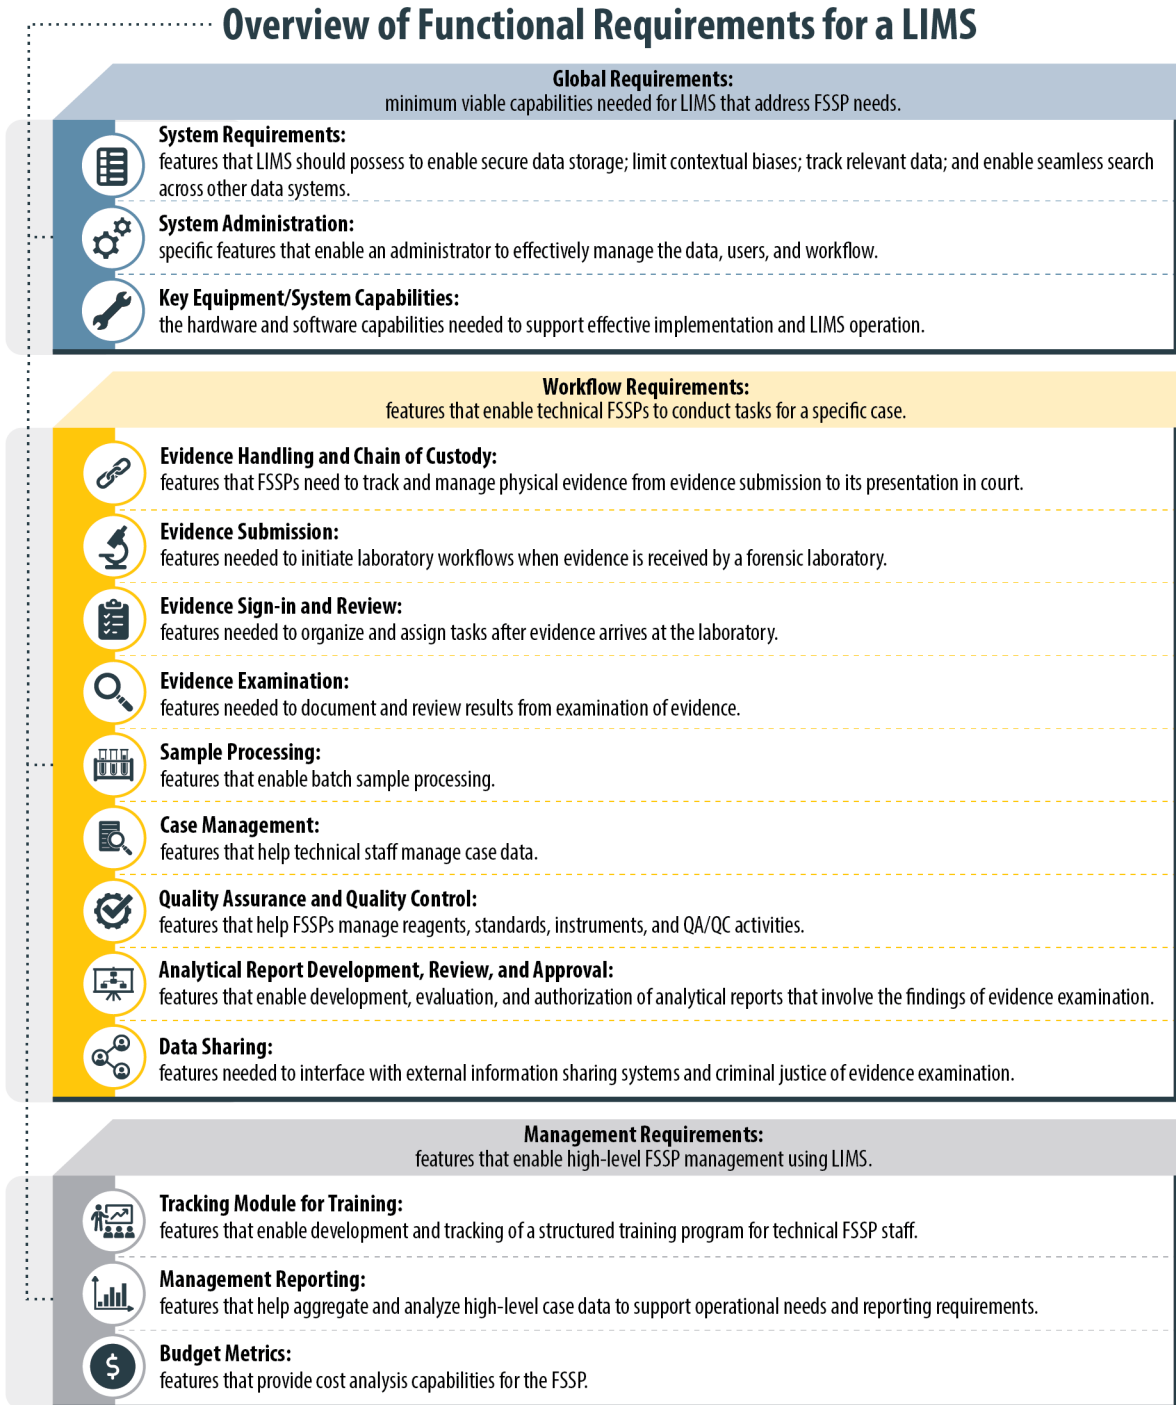 Overview of Functional Requirements for a LIMS
Global Requirements:
minimum viable capabilities needed for LIMS that address FSSP needs.
System Requirements:
features that LIMS should possess to enable secure data storage; limit contextual biases; track relevant data; and enable seamless search
across other data systems.
System Administration:
specific features that enable an administrator to effectively manage the data, users, and workflow.
Key Equipment/System Capabilities:
the hardware and software capabilities needed to support effective implementation and LIMS operation.
Workflow Requirements:
features that enable technical FSSPs to conduct tasks for a specific case.
Evidence Handling and Chain of Custody:
features that FSSPs need to track and manage physical evidence from evidence submission to its presentation in court.
Evidence Submission:
features needed to initiate laboratory workflows when evidence is received by a forensic laboratory.
Evidence Sign-in and Review:
features needed to organize and assign tasks after evidence arrives at the laboratory.
Evidence Examination:
features needed to document and review results from examination of evidence.
Sample Processing:
features that enable batch sample processing.
Case Management:
features that help technical staff manage case data.
Quality Assurance and Quality Control:
features that help FSSPs manage reagents, standards, instruments, and QA/QC activities.
Analytical Report Development, Review, and Approval:
features that enable development, evaluation, and authorization of analytical reports that involve the findings of evidence examination.
Data Sharing:
features needed to interface with external information sharing systems and criminal justice of evidence examination.
Management Requirements:
features that enable high-level FSSP management using LIMS.
Tracking Module for Training:
features that enable development and tracking of a structured training program for technical FSSP staff.
Management Reporting:
features that help aggregate and analyze high-level case data to support operational needs and reporting requirements.
$
Budget Metrics:
features that provide cost analysis capabilities for the FSSP.